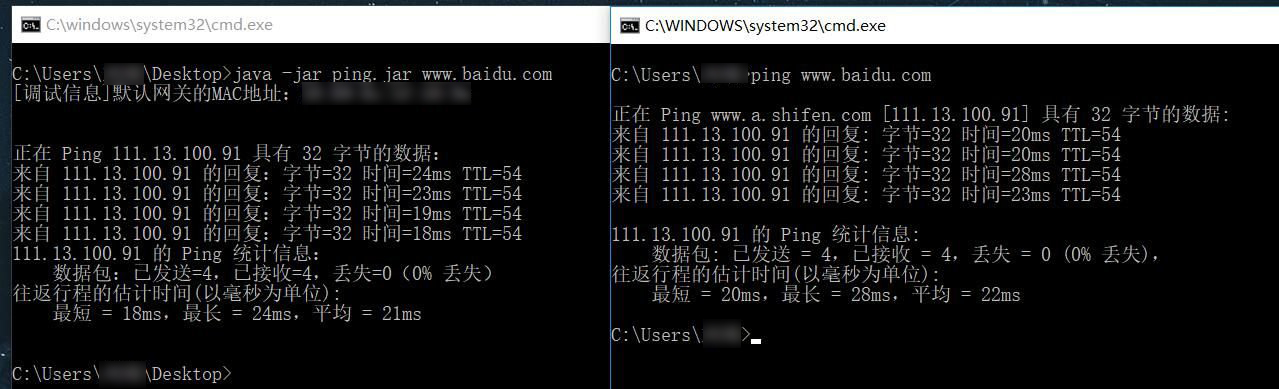 C:\windows\system32\cmd.exe
C:\Users\ \Desktop>java -jar ping.jar www.baidu.com
[调试信息]默认网关的MAC地址：
正在 Ping 111.13.100.91 具有 32 字节的数据：
来自 111.13.100.91 的回复：字节=32 时间=24ms TTL=54
来自 111.13.100.91 的回复：字节=32 时间=23ms TTL=54
来自 111.13.100.91 的回复：字节=32 时间=19ms TTL=54
来自 111.13.100.91 的回复：字节=32 时间=18ms TTL=54
111.13.100.91 的 Ping 统计信息：
数据包：已发送=4，已接收=4，丢失=0（0% 丢失）
往返行程的估计时间(以毫秒为单位):
最短 = 18ms，最长 = 24ms，平均 = 21ms
C:\Users\ \Desktop>
C:\WINDOWS\system32\cmd.exe
C:\Users\ ping www.baidu.com
正在 Ping www.a.shifen.com [111.13.100.91] 具有 32 字节的数据:
来自 111.13.100.91 的回复: 字节=32 时间=20ms TTL=54
来自 111.13.100.91 的回复: 字节=32 时间=20ms TTL=54
来自 111.13.100.91 的回复: 字节=32 时间=28ms TTL=54
来自 111.13.100.91 的回复: 字节=32 时间=23ms TTL=54
111.13.100.91 的 Ping 统计信息:
数据包: 已发送 = 4，已接收 = 4，丢失 = 0 (0% 丢失)，
往返行程的估计时间(以毫秒为单位):
最短 = 20ms，最长 = 28ms，平均 = 22ms
C:\Users\ >